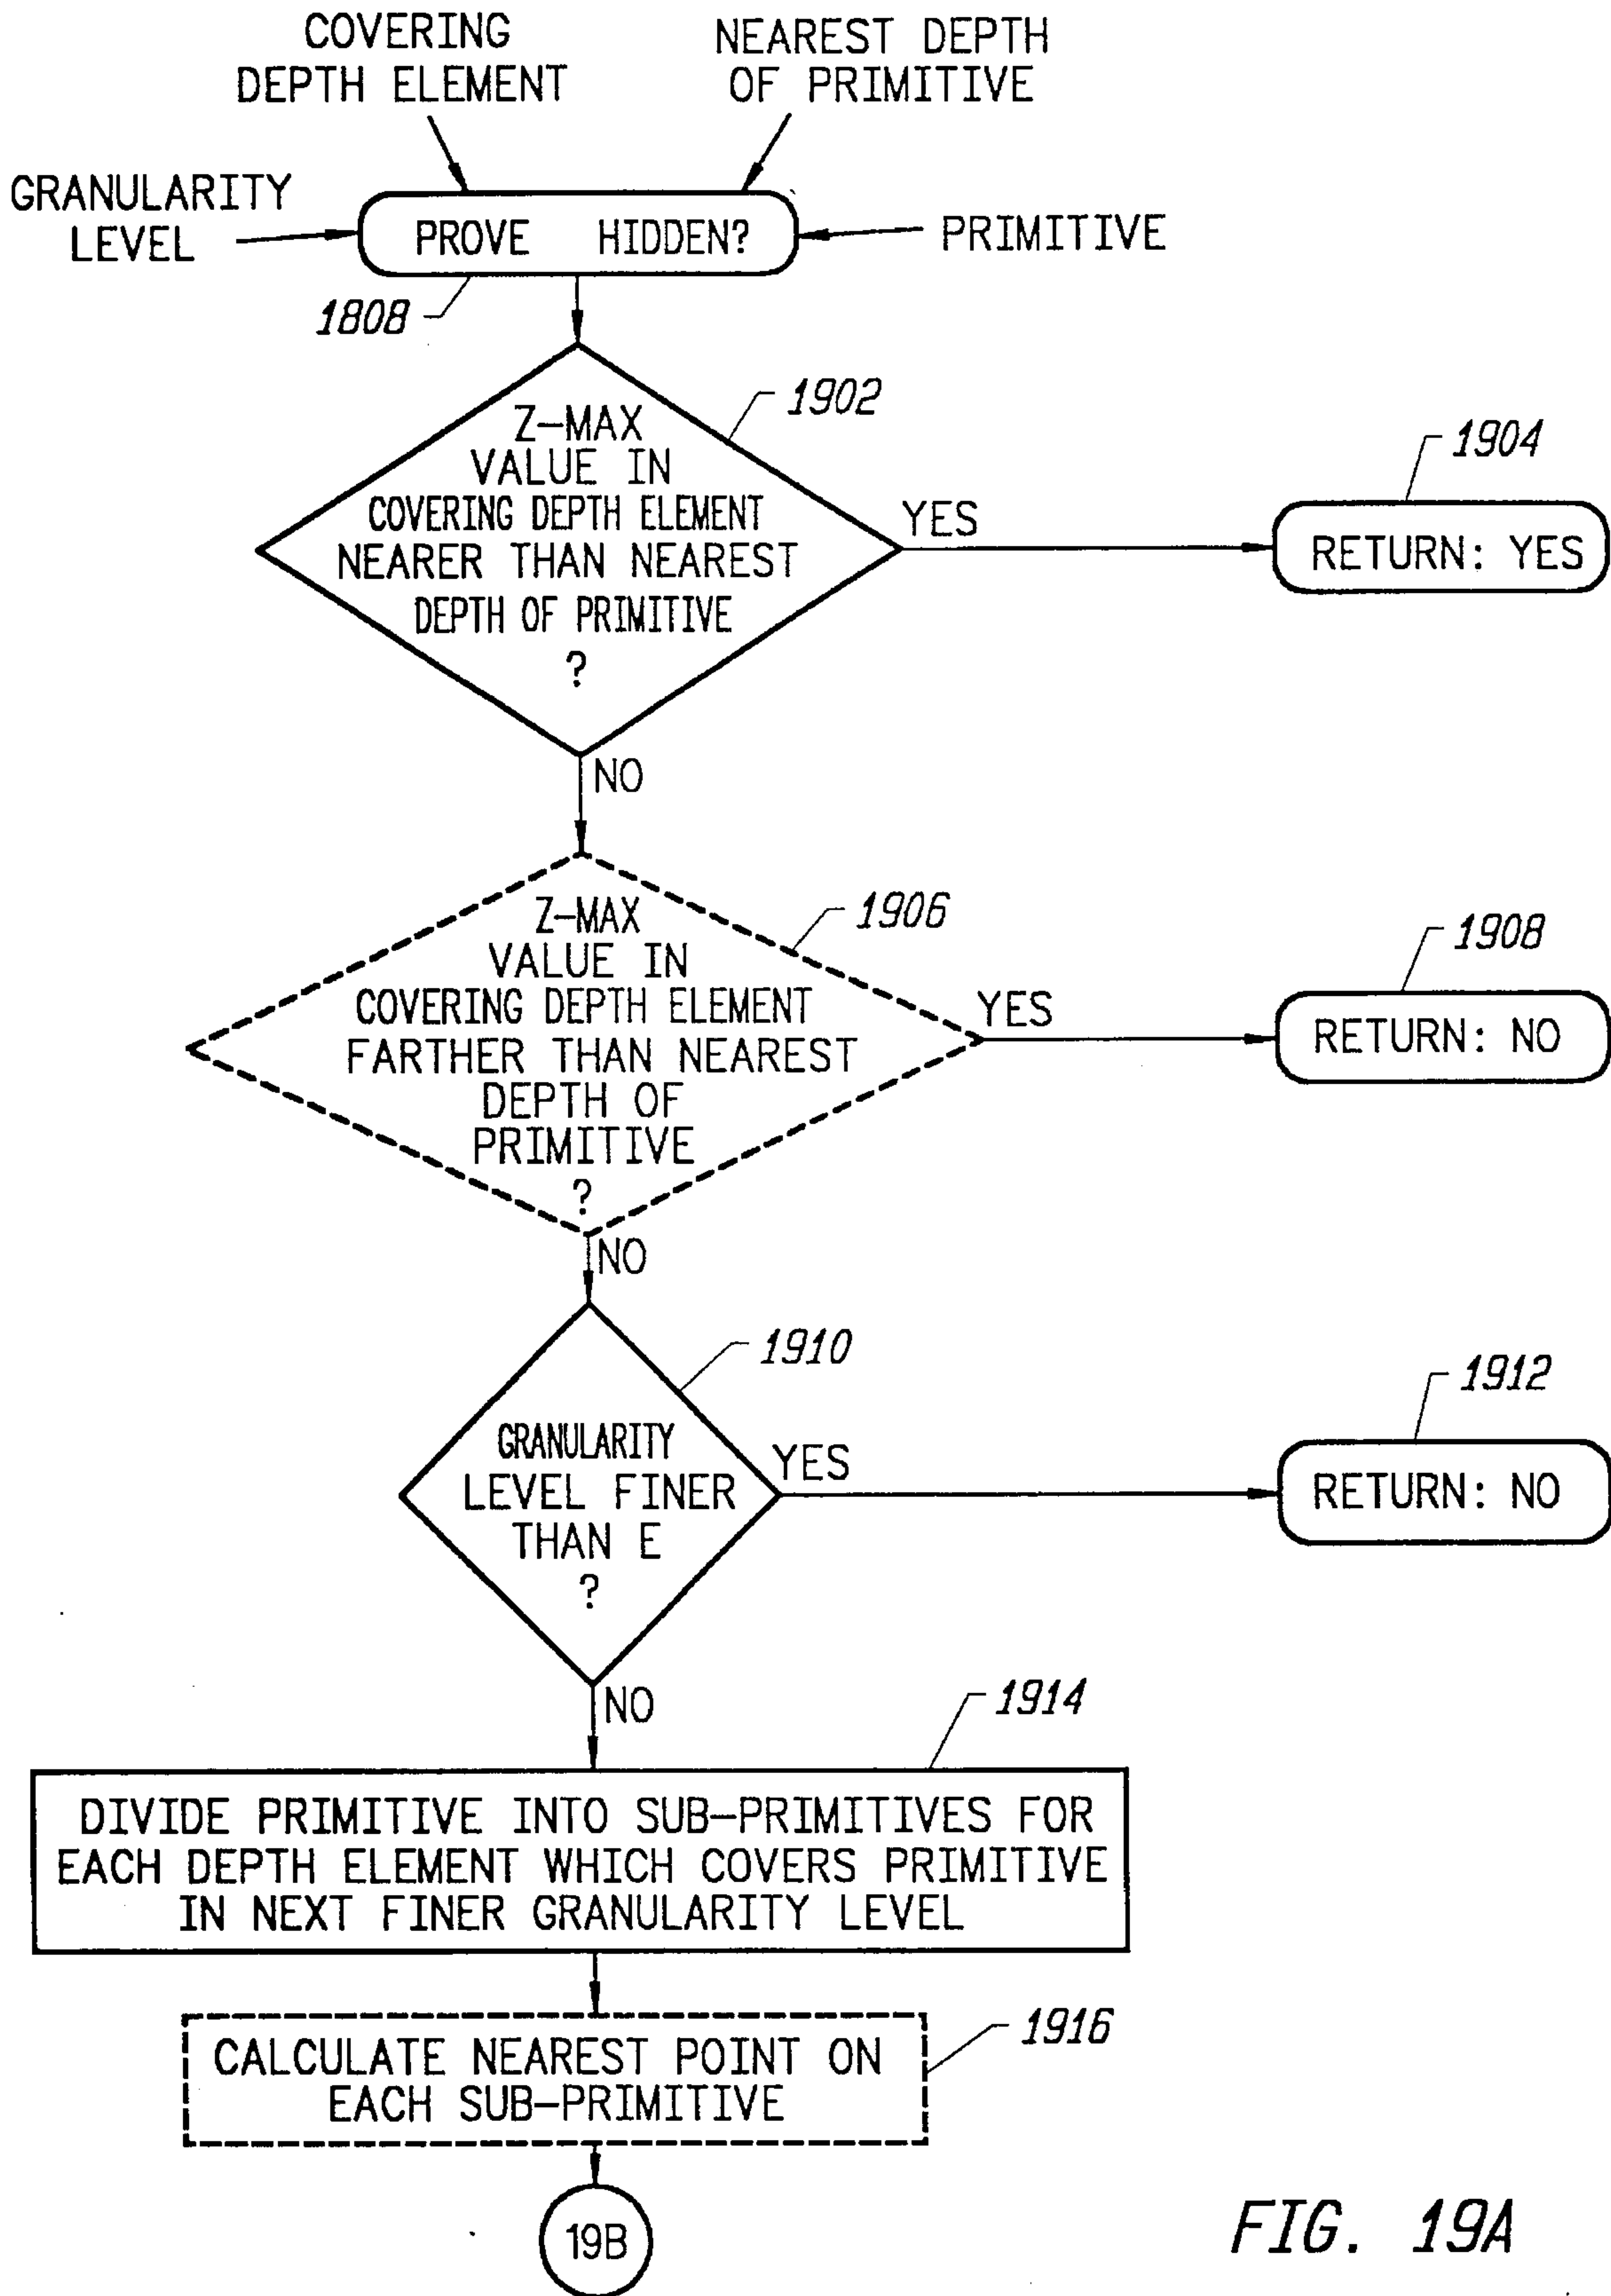 COVERING
DEPTH ELEMENT
NEAREST DEPTH
OF PRIMITIVE
GRANULARITY
LEVEL
PROVE HIDDEN?
PRIMITIVE
1808
1902
Z-MAX
VALUE IN
COVERING DEPTH ELEMENT
NEARER THAN NEAREST
DEPTH OF PRIMITIVE
?
YES
1904
RETURN: YES
NO
1906
Z-MAX
VALUE IN
COVERING DEPTH ELEMENT
FARTHER THAN NEAREST
DEPTH OF
PRIMITIVE
?
YES
1908
RETURN: NO
NO
1910
GRANULARITY
LEVEL FINER
THAN E
?
YES
1912
RETURN: NO
NO
1914
DIVIDE PRIMITIVE INTO SUB-PRIMITIVES FOR
EACH DEPTH ELEMENT WHICH COVERS PRIMITIVE
IN NEXT FINER GRANULARITY LEVEL
1916
CALCULATE NEAREST POINT ON
EACH SUB-PRIMITIVE
19B
FIG. 19A